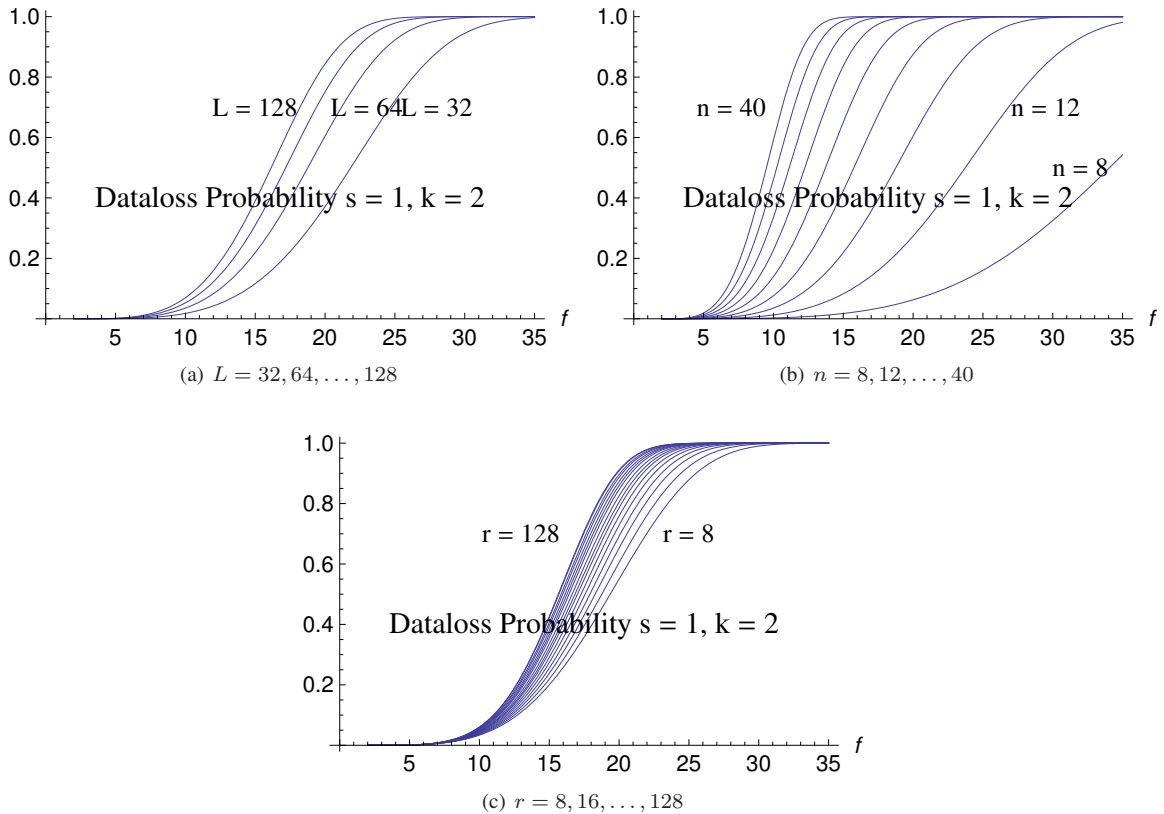 1.0
0.8
0.6
0.4
0.2
L = 128
L = 64
L = 32
Dataloss Probability s = 1, k = 2
5 10 15 20 25 30 35
f
(a) L = 32, 64, . . . , 128
1.0
0.8
0.6
0.4
0.2
n = 40
n = 12
n = 8
Dataloss Probability s = 1, k = 2
5 10 15 20 25 30 35
f
(b) n = 8, 12, . . . , 40
1.0
0.8
0.6
0.4
0.2
r = 128
r = 8
Dataloss Probability s = 1, k = 2
5 10 15 20 25 30 35
f
(c) r = 8, 16, . . . , 128